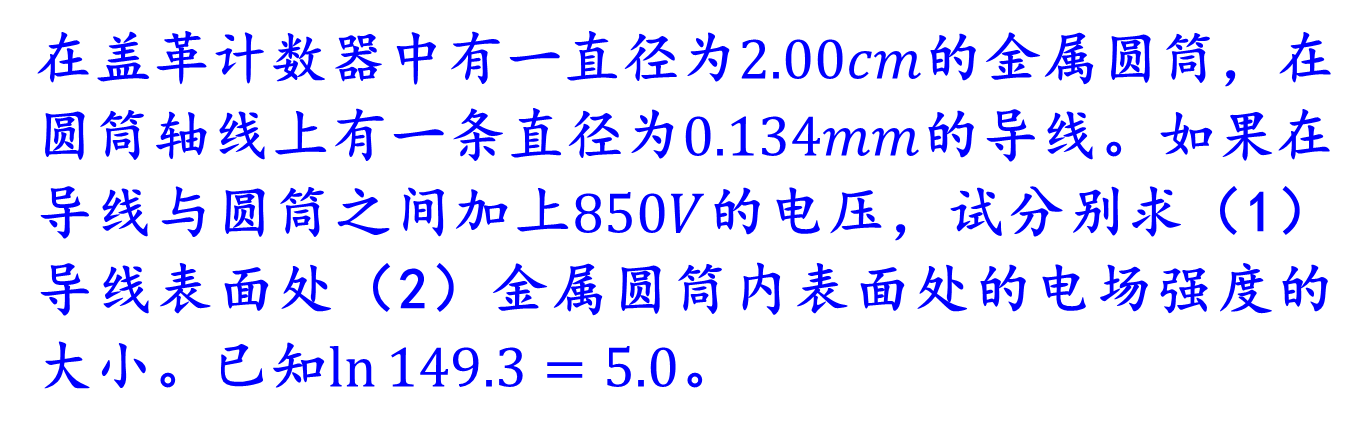 在盖革计数器中有一直径为2.00cm的金属圆筒，在
圆筒轴线上有一条直径为0.134mm的导线。如果在
导线与圆筒之间加上850V的电压，试分别求（1）
导线表面处（2）金属圆筒内表面处的电场强度的
大小。已知ln 149.3 = 5.0。